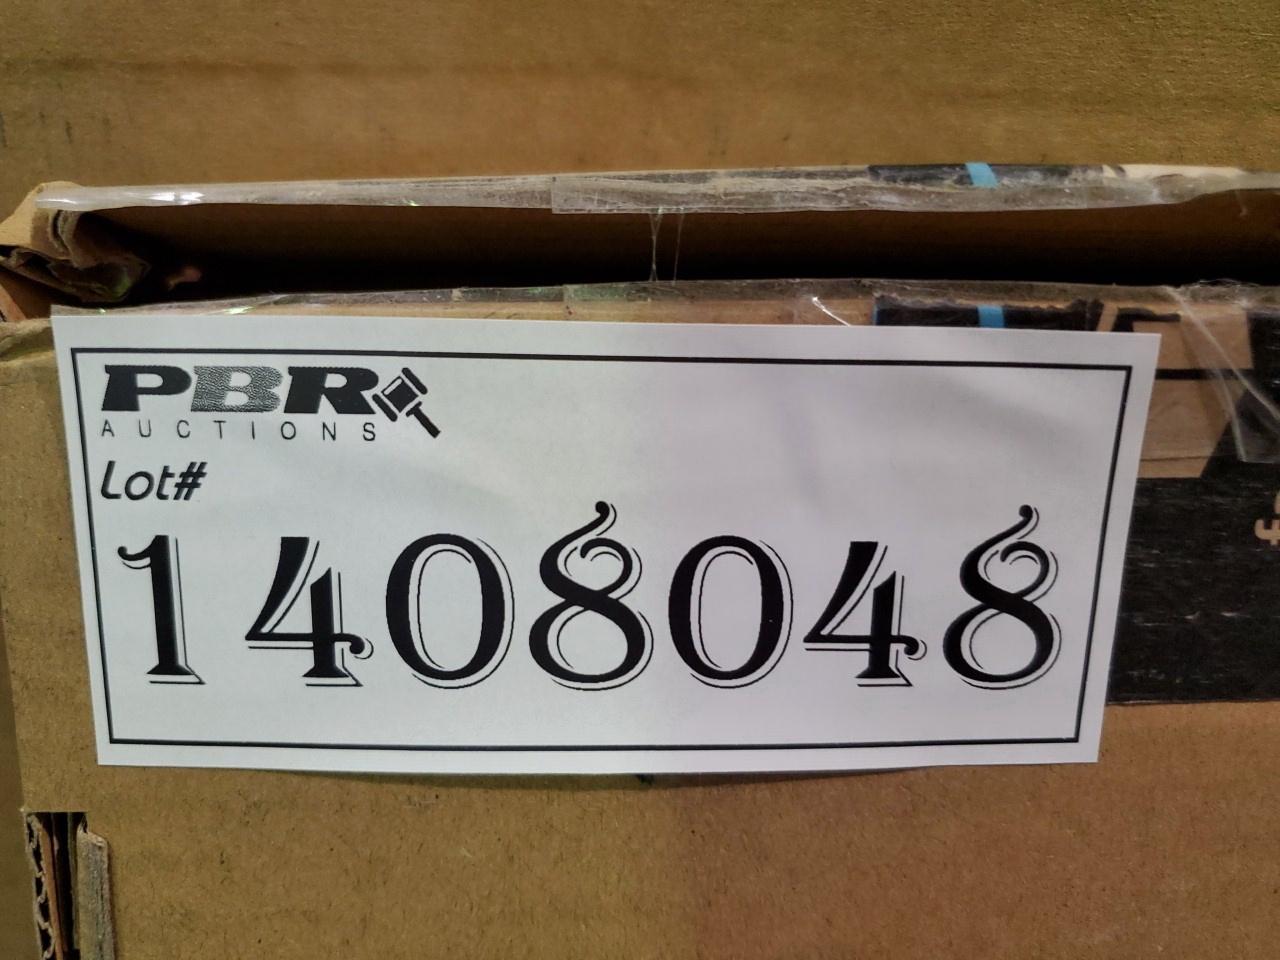 PBR
AUCTIONS
Lot#
1408048